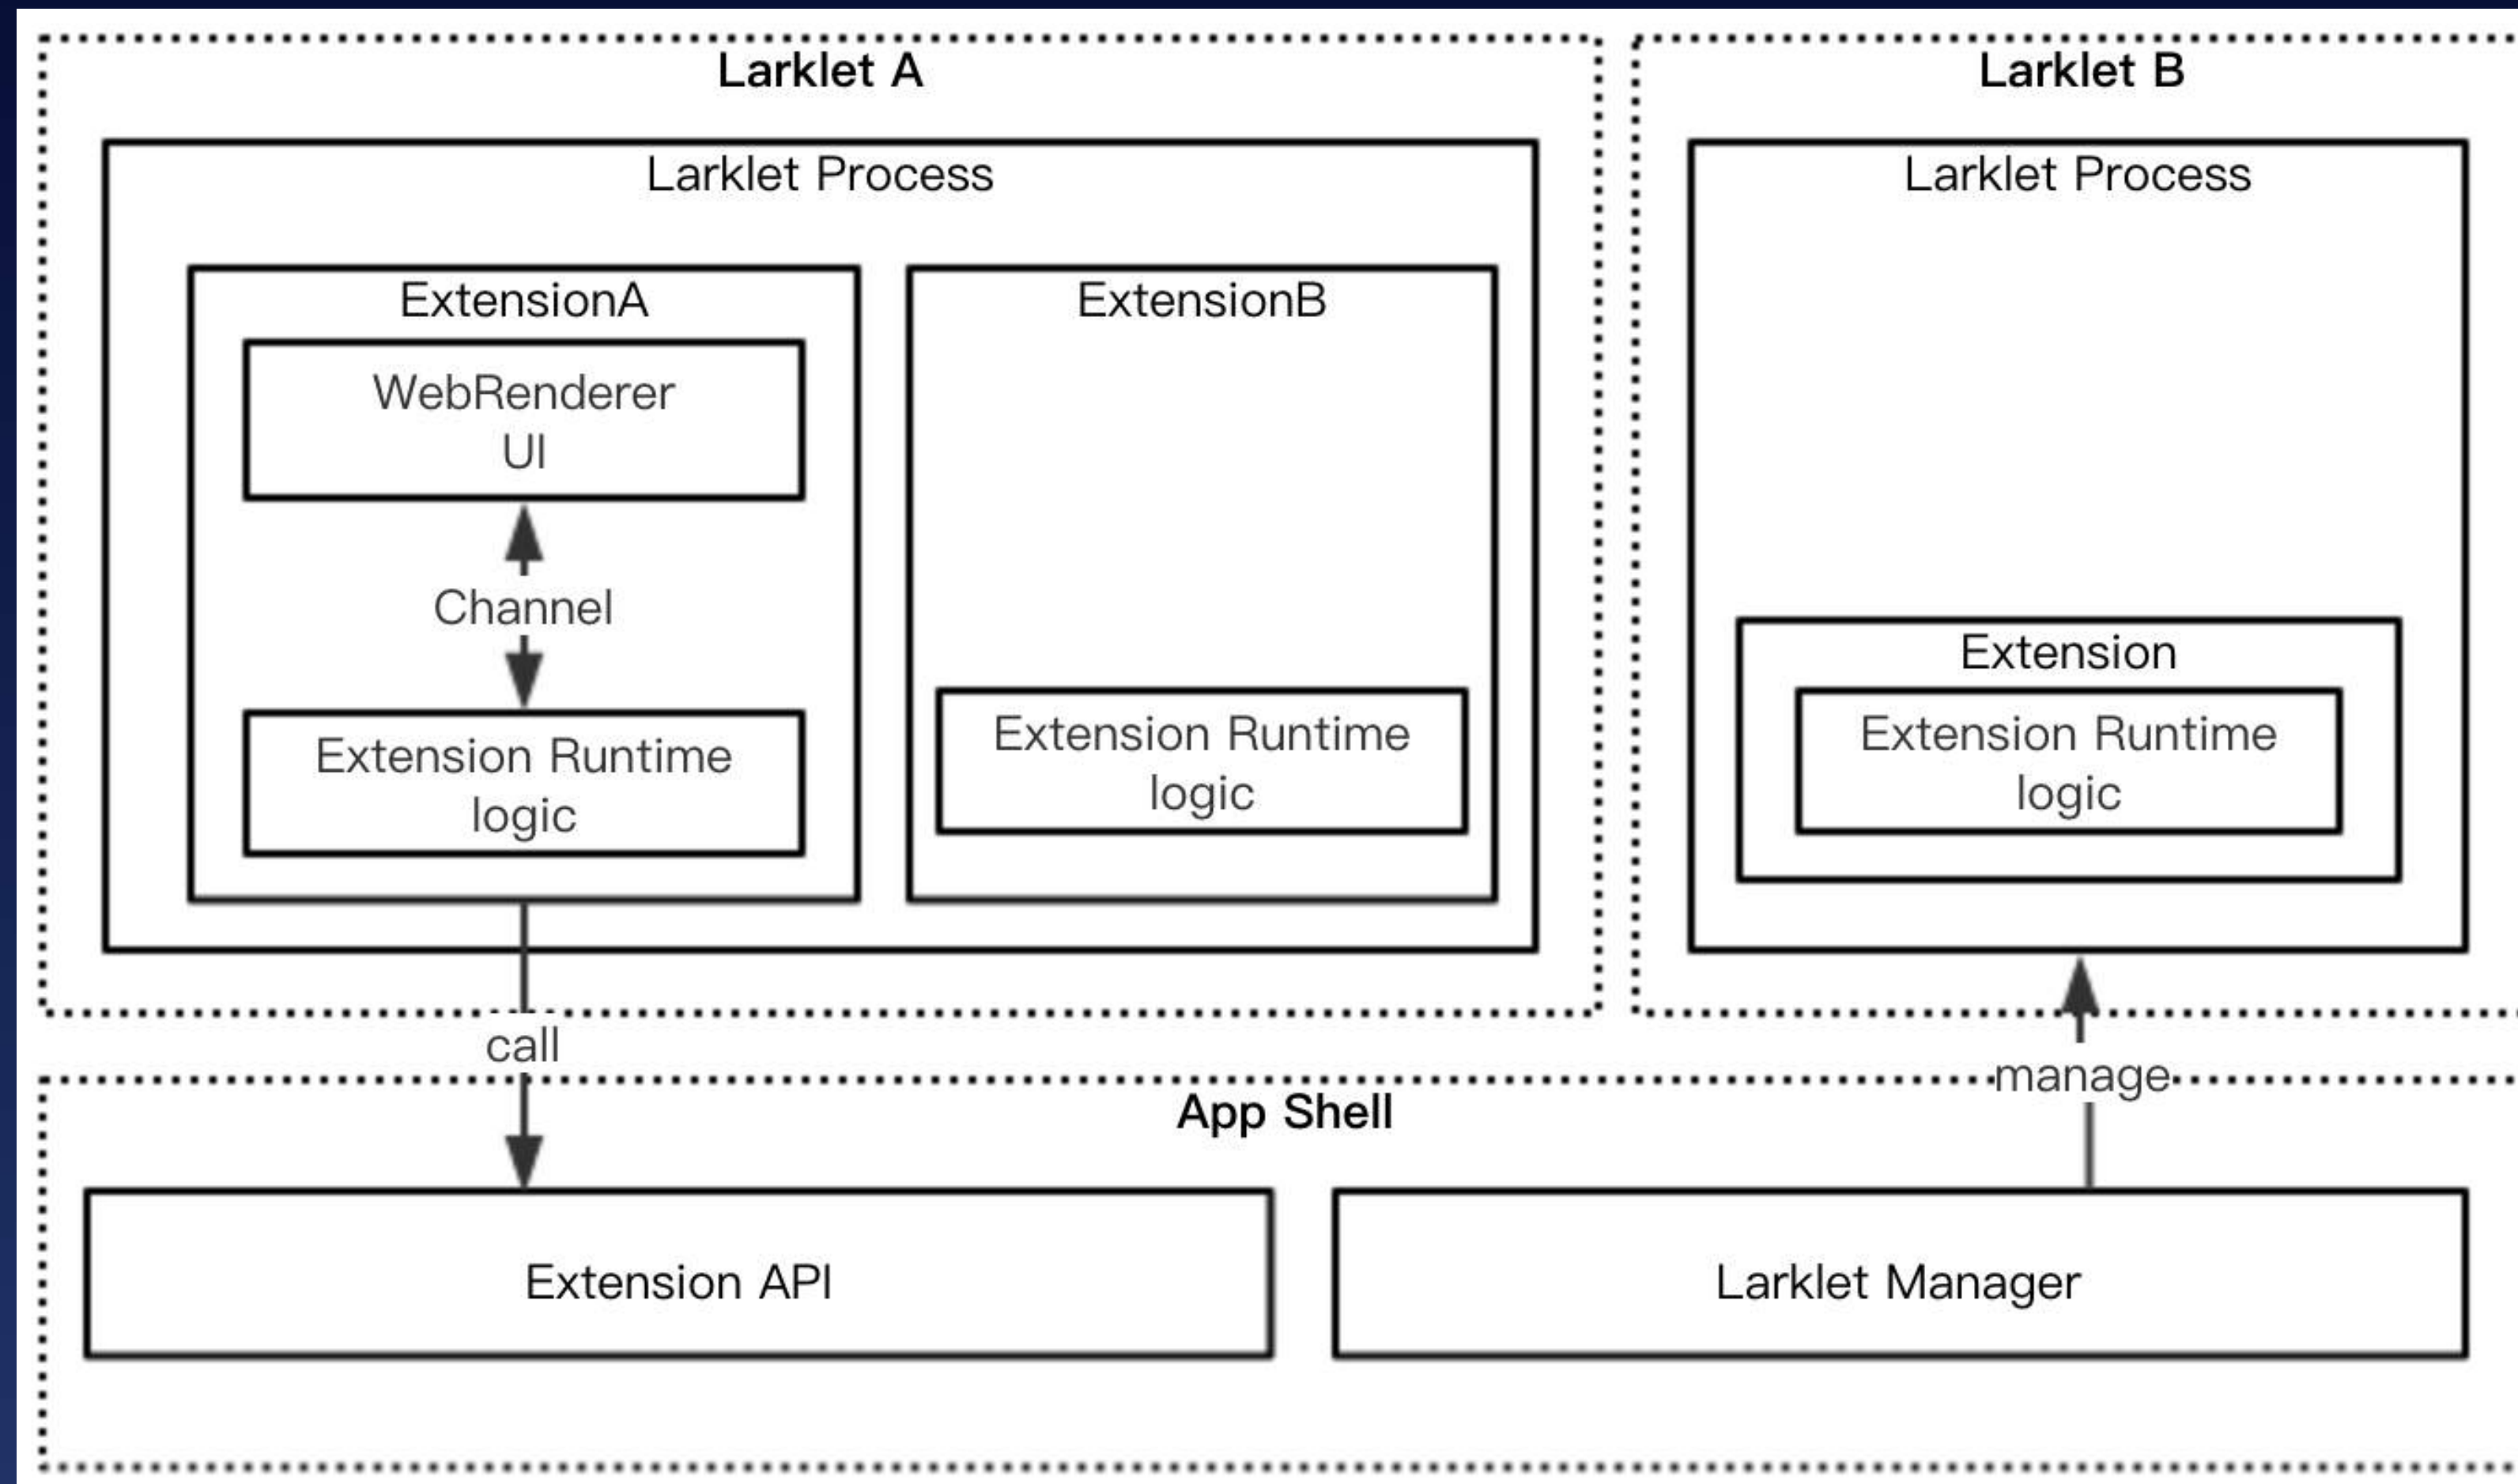 Larklet A
Larklet Process
ExtensionA
WebRenderer
UI
Channel
Extension Runtime
logic
ExtensionB
Extension Runtime
logic
Larklet B
Larklet Process
Extension
Extension Runtime
logic
call
manage
App Shell
Extension API
Larklet Manager